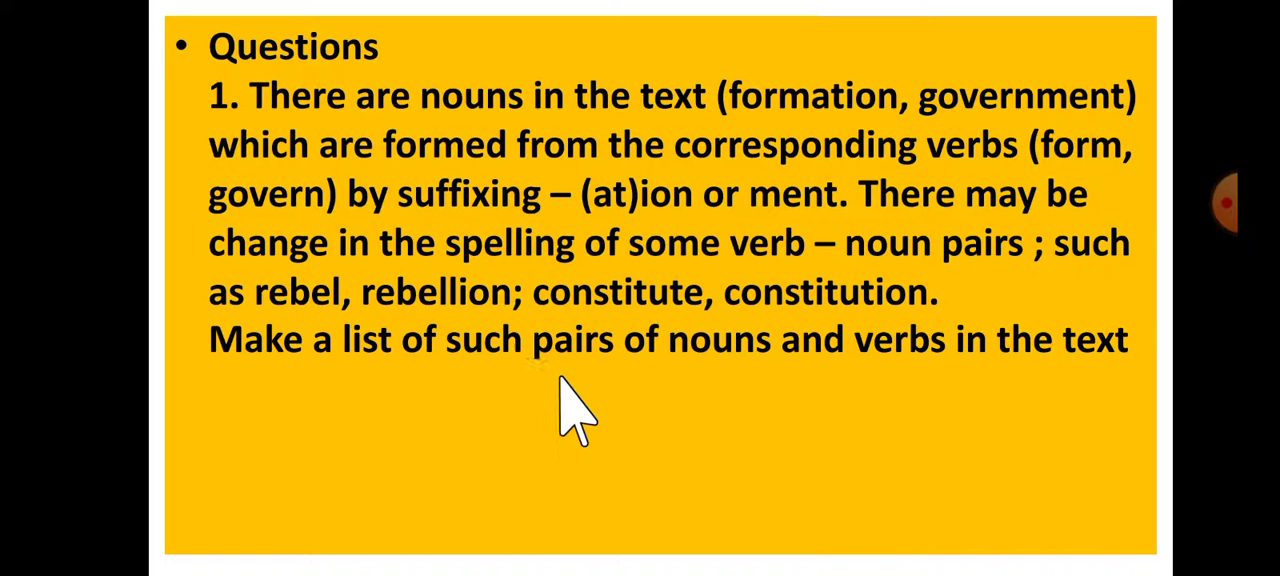 • Questions
1. There are nouns in the text (formation, government)
which are formed from the corresponding verbs (form,
govern) by suffixing – (at)ion or ment. There may be
change in the spelling of some verb – noun pairs ; such
as rebel, rebellion; constitute, constitution.
Make a list of such pairs of nouns and verbs in the text